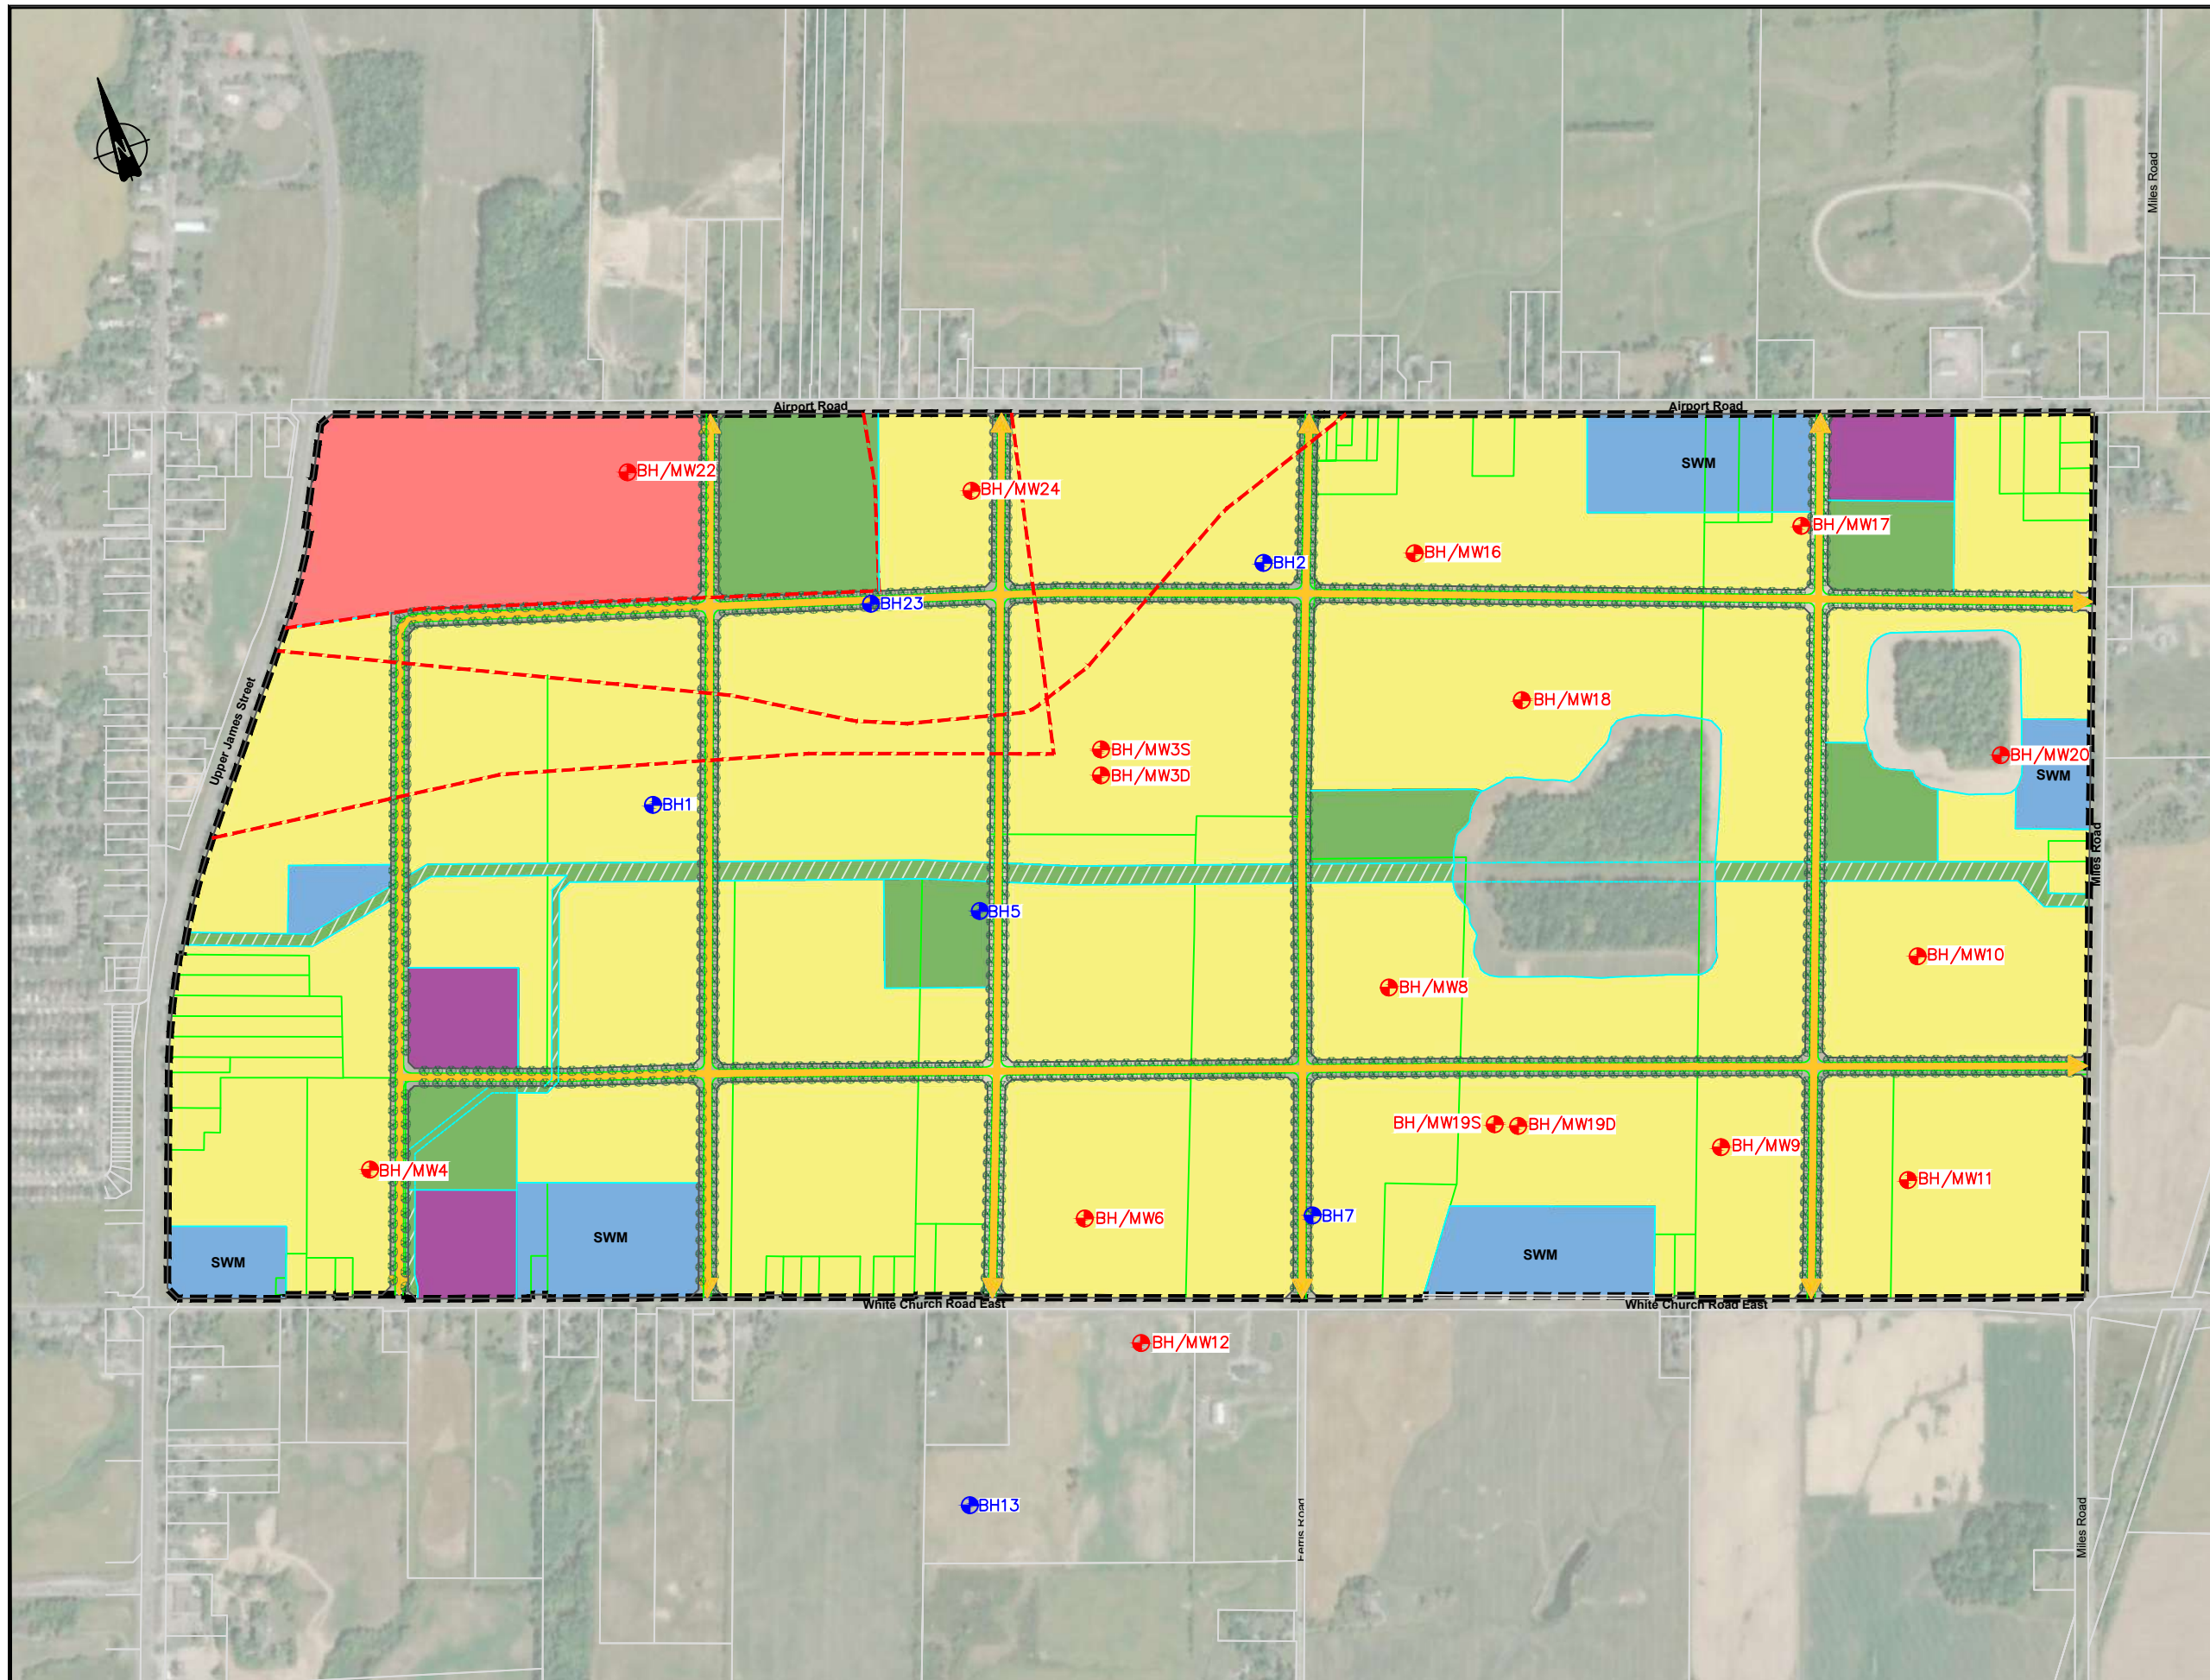 N
Miles Road
Airport Road
Airport Road
SWM
BH/MW22
BH/MW24
BH/MW17
BH/MW16
BH2
BH23
BH/MW18
Upper James Street
BH/MW3S
BH/MW3D
BH/MW20
SWM
BH1
Miles Road
BH5
BH/MW10
BH/MW8
BH/MW19S
BH/MW19D
BH/MW9
BH/MW4
BH/MW11
BH/MW6
BH7
SWM
SWM
SWM
White Church Road East
White Church Road East
BH/MW12
BH13
Ferris Road
Miles Road